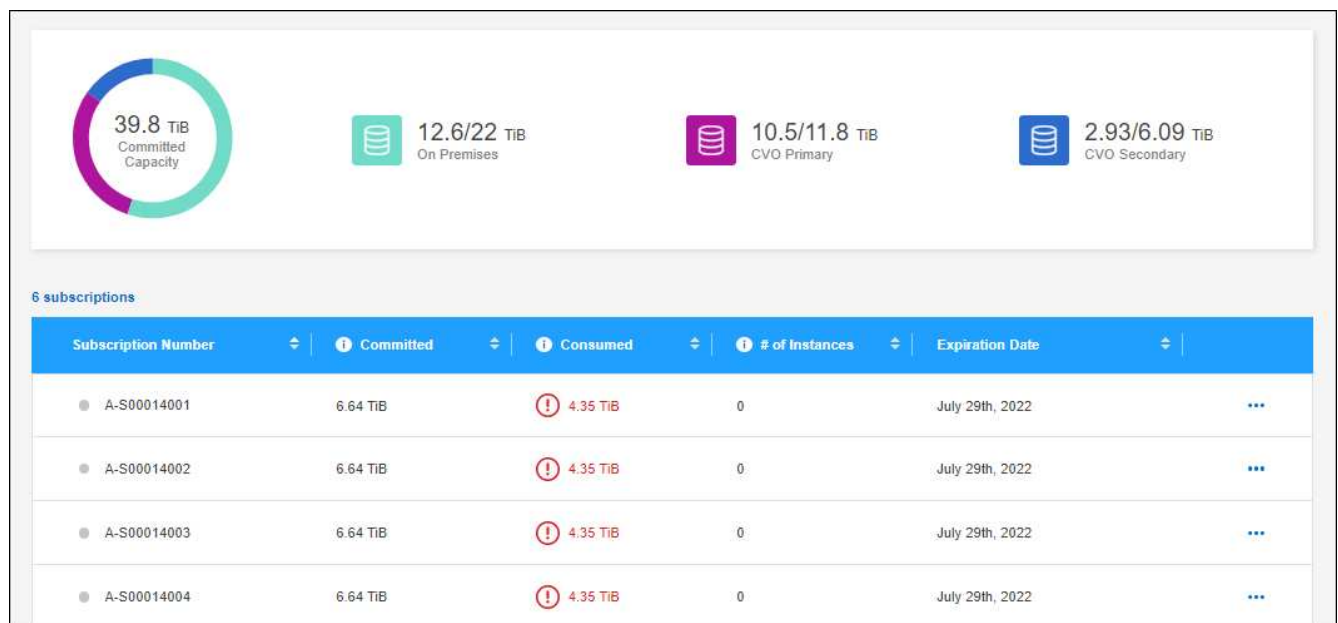 39.8 TiB
Committed
Capacity
12.6/22 TiB
On Premises
10.5/11.8 TiB
CVO Primary
2.93/6.09 TiB
CVO Secondary
6 subscriptions
Subscription Number Committed Consumed # of Instances Expiration Date
A-S00014001 6.64 TiB 4.35 TiB 0 July 29th, 2022
A-S00014002 6.64 TiB 4.35 TiB 0 July 29th, 2022
A-S00014003 6.64 TiB 4.35 TiB 0 July 29th, 2022
A-S00014004 6.64 TiB 4.35 TiB 0 July 29th, 2022